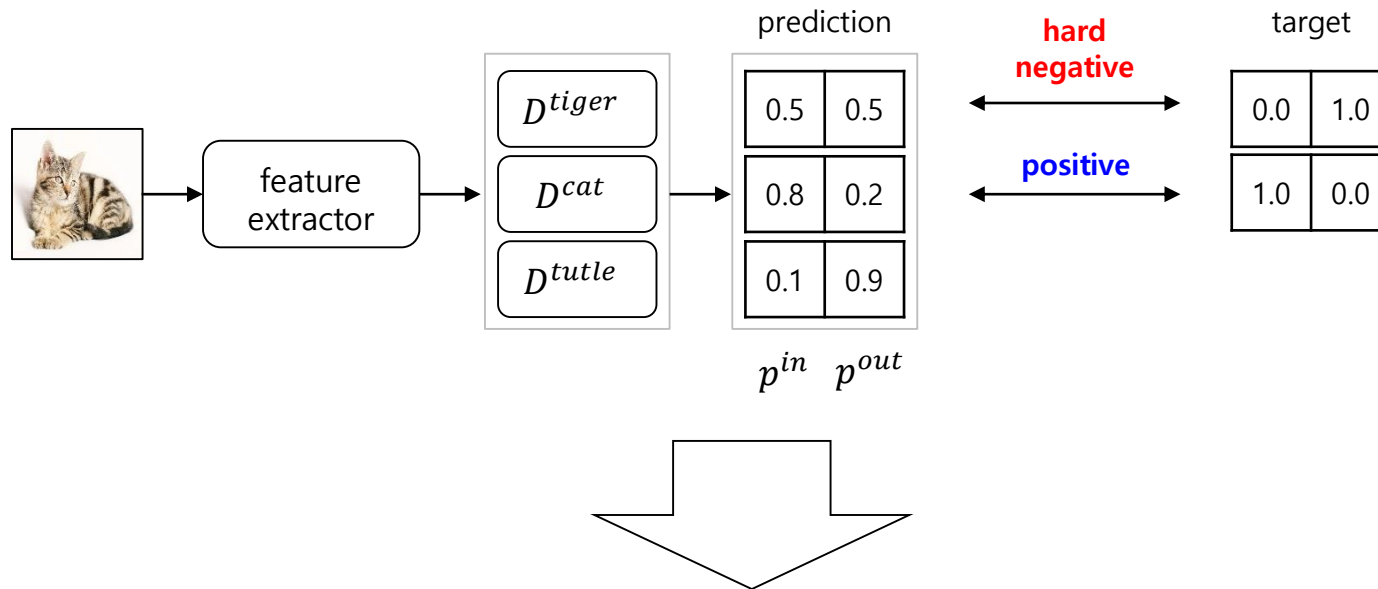 prediction
hard
negative
target
D^{tiger}
0.5 0.5
0.0 1.0
feature
extractor
D^{cat}
0.8 0.2
positive
1.0 0.0
D^{tutle}
0.1 0.9
p^{in} p^{out}